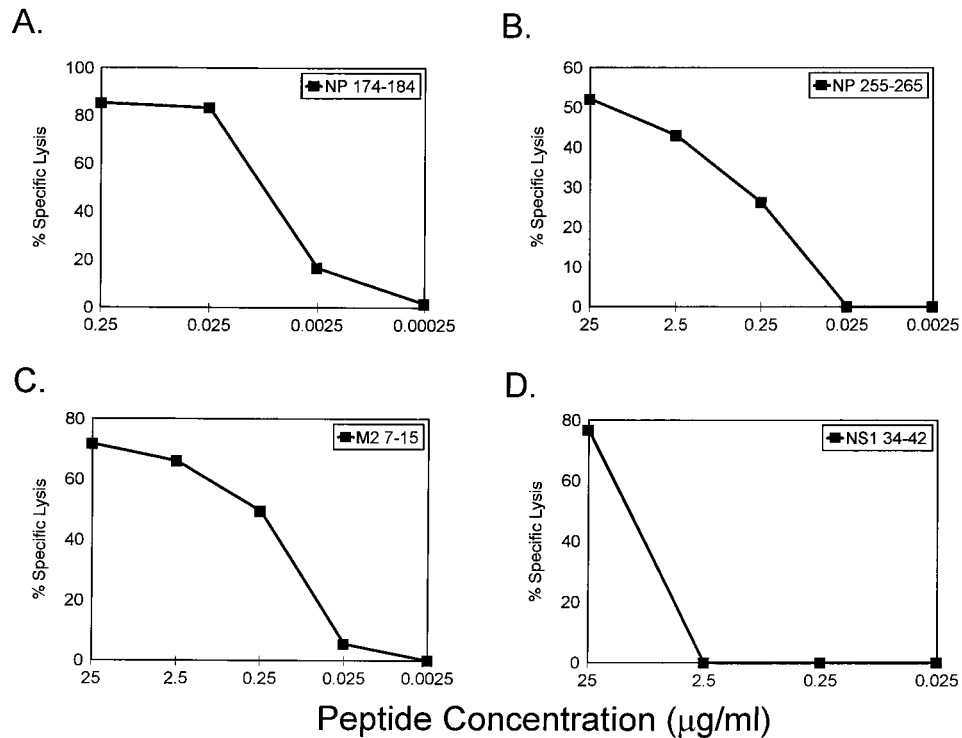 A.
% Specific Lysis
100
80
60
40
20
0
NP 174-184
0.25 0.025 0.0025 0.00025
B.
% Specific Lysis
60
50
40
30
20
10
0
NP 255-265
25 2.5 0.25 0.025 0.0025
C.
% Specific Lysis
80
60
40
20
0
M2 7-15
25 2.5 0.25 0.025 0.0025
D.
% Specific Lysis
80
60
40
20
0
NS1 34-42
25 2.5 0.25 0.025
Peptide Concentration (μg/ml)